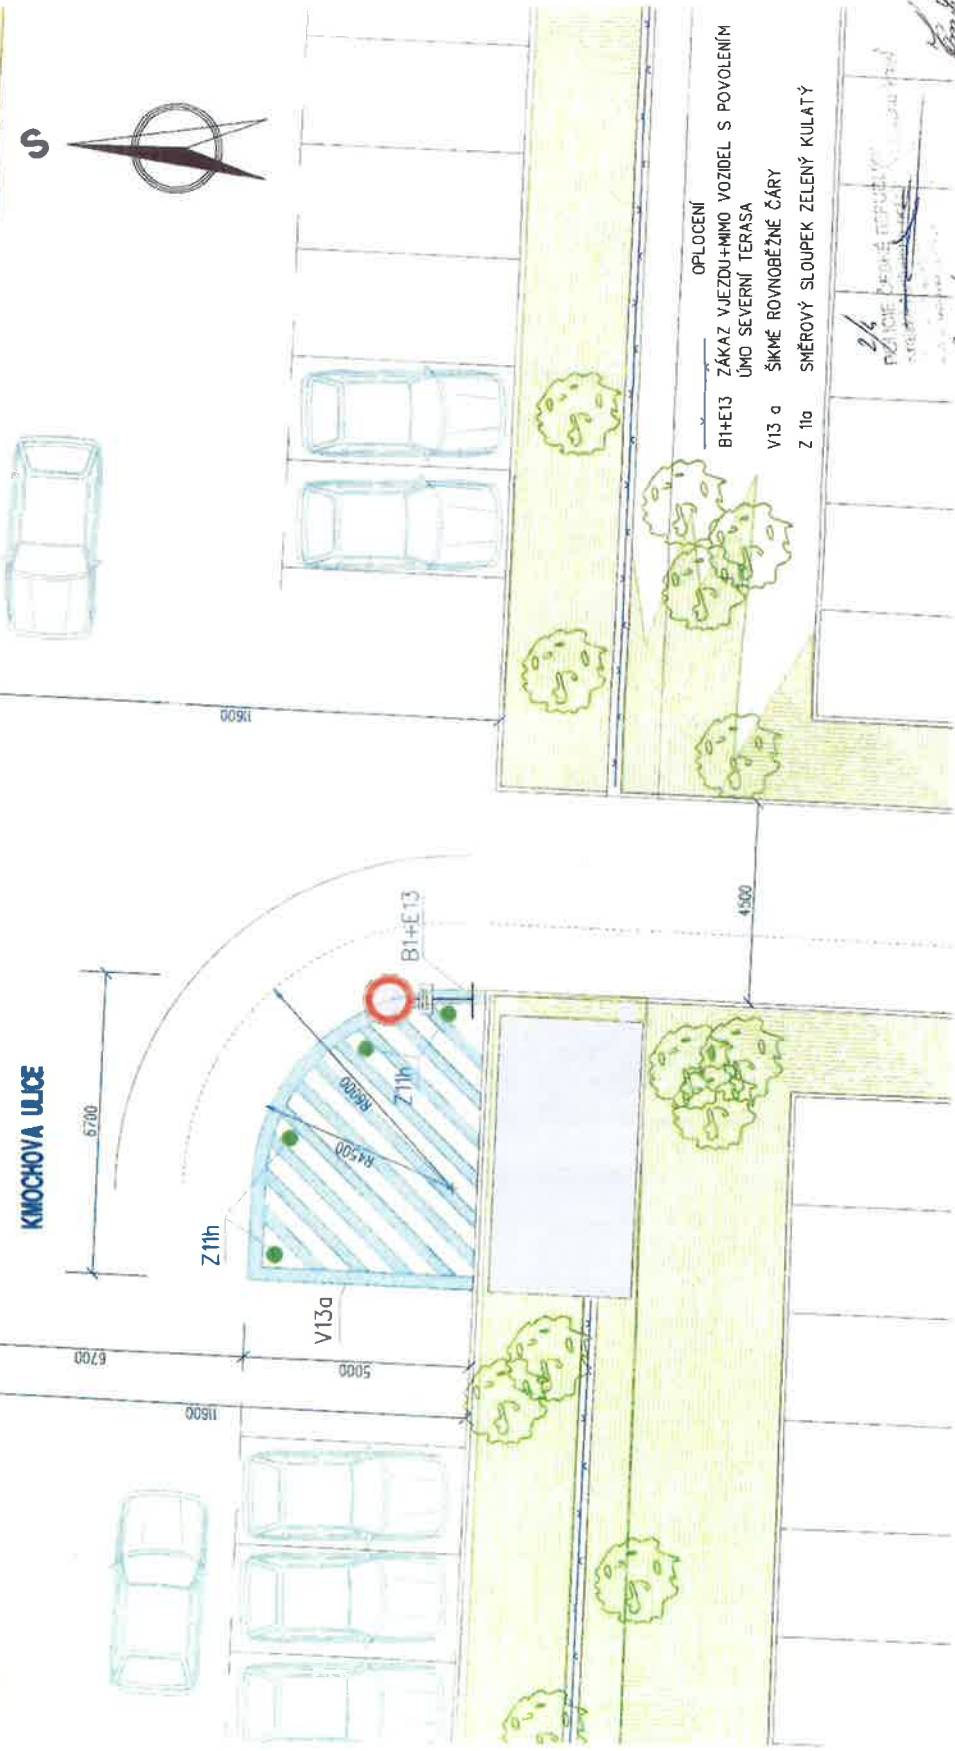 S
KMOCHOVA ULICE
6700
11600
Z11h
V13a
6700
5000
11600
R4500
R6000
Z11h
B1+E13
4500
OPLOCENÍ
B1+E13 ZÁKAZ VJEZDU+MIMO VOZIDEL S POVOLENÍM
ÚMO SEVERNÍ TERASA
V13 a ŠIKMÉ ROVNOBĚŽNÉ ČÁRY
Z 11a SMĚROVÝ SLOUPEK ZELENÝ KULATÝ